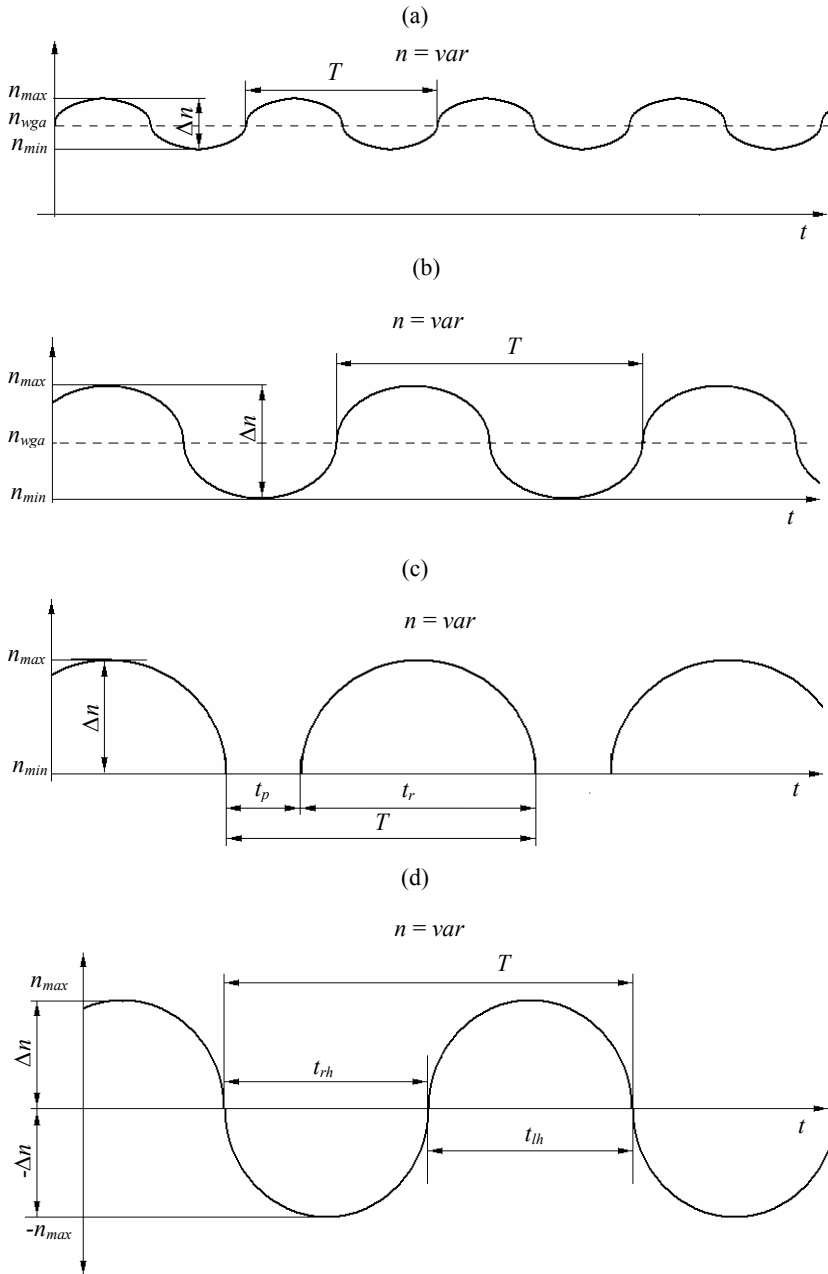 (a)
n = var
T
n_max
Δn
n_wga
n_min
t
(b)
n = var
T
n_max
Δn
n_wga
n_min
t
(c)
n = var
n_max
Δn
n_min
t_p
t_r
t
T
(d)
n = var
T
n_max
Δn
t_rh
t
t_lh
-Δn
-n_max